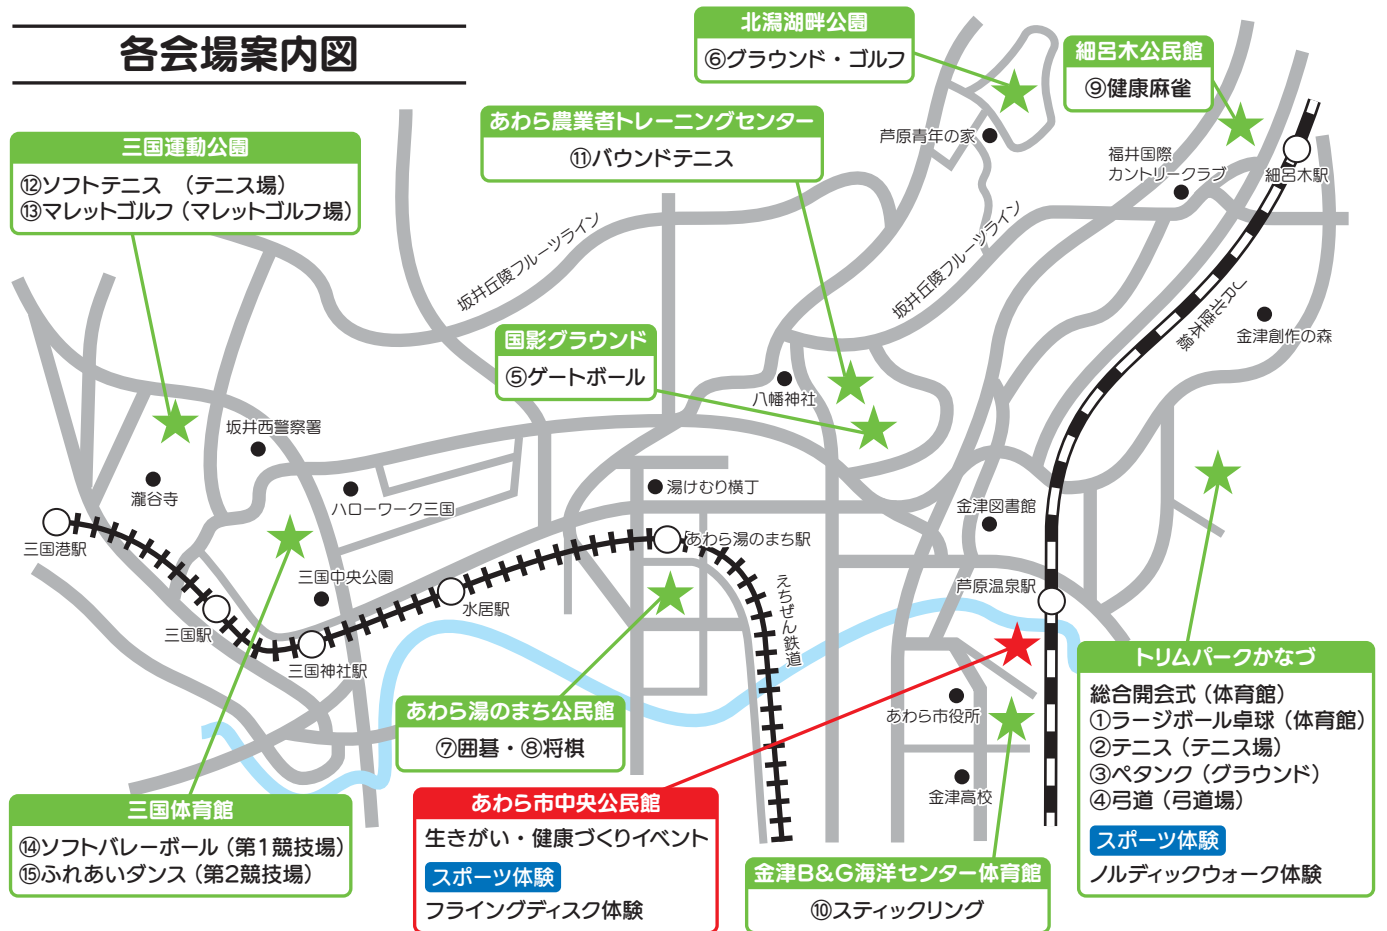 各会場案内図
北潟湖畔公園
⑥グラウンド・ゴルフ
細呂木公民館
⑨健康麻雀
あわら農業者トレーニングセンター
⑪バウンドテニス
三国運動公園
⑫ソフトテニス （テニス場）
⑬マレットゴルフ（マレットゴルフ場）
芦原青年の家
福井国際
カントリークラブ
細呂木駅
坂井丘陵フルーツライン
坂井丘陵フルーツライン
JR北陸本線
金津創作の森
国影グラウンド
⑤ゲートボール
八幡神社
坂井西警察署
瀧谷寺
ハローワーク三国
湯けむり横丁
金津図書館
三国港駅
あわら湯のまち駅
三国中央公園
水居駅
えちぜん鉄道
芦原温泉駅
三国駅
三国神社駅
あわら湯のまち公民館
⑦囲碁・⑧将棋
あわら市役所
金津高校
トリムパークかなづ
総合開会式（体育館）
①ラージボール卓球（体育館）
②テニス（テニス場）
③ペタンク（グラウンド）
④弓道（弓道場）
スポーツ体験
ノルディックウォーク体験
三国体育館
⑭ソフトバレーボール（第1競技場）
⑮ふれあいダンス（第2競技場）
あわら市中央公民館
生きがい・健康づくりイベント
スポーツ体験
フライングディスク体験
金津B&G海洋センター体育館
⑩スティックリング